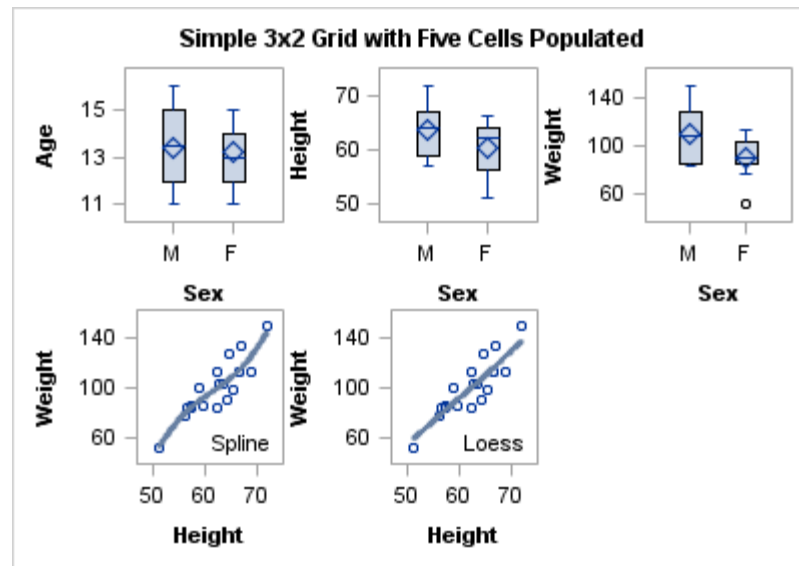 Simple 3x2 Grid with Five Cells Populated
Age
15
13
11
M F
Sex
Height
70
60
50
M F
Sex
Weight
140
100
60
M F
Sex
Weight
140
100
60
Spline
50 60 70
Height
Weight
140
100
60
Loess
50 60 70
Height